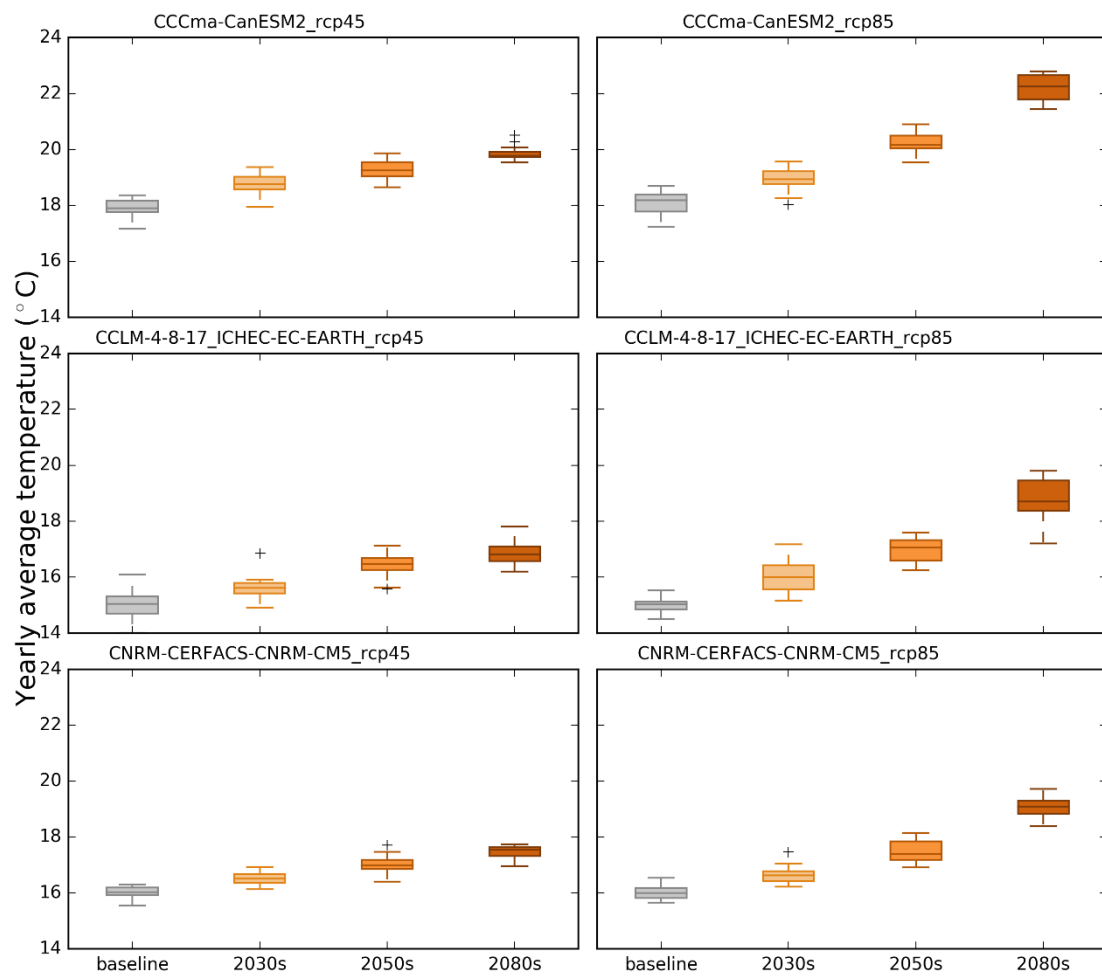 CCCma-CanESM2_rcp45
CCCma-CanESM2_rcp85
24
22
20
18
16
14
CCLM-4-8-17_ICHEC-EC-EARTH_rcp45
CCLM-4-8-17_ICHEC-EC-EARTH_rcp85
24
22
20
18
16
14
CNRM-CERFACS-CNRM-CM5_rcp45
CNRM-CERFACS-CNRM-CM5_rcp85
24
22
20
18
16
14
Yearly average temperature (°C)
baseline 2030s 2050s 2080s
baseline 2030s 2050s 2080s